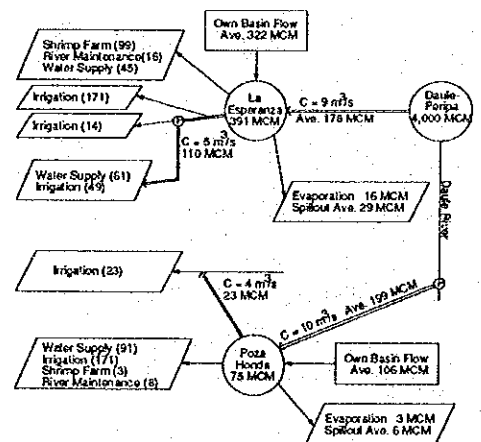 Own Basin Flow
Ave. 322 MCM
Shrimp Farm (99)
River Maintenance(16)
Water Supply (45)
Irrigation (171)
Irrigation (14)
La
Esperanza
391 MCM
C = 9 m³/s
Ave. 178 MCM
Daule-
Peripa
4,000 MCM
P
C = 5 m³/s
110 MCM
Water Supply (61)
Irrigation (49)
Evaporation 16 MCM
Spillout Ave. 29 MCM
Daule River
Irrigation (23)
C = 4 m³/s
23 MCM
C = 10 m³/s Ave. 199 MCM
P
Water Supply (91)
Irrigation (171)
Shrimp Farm (3)
River Maintenance (8)
Poza
Honda
75 MCM
Own Basin Flow
Ave. 106 MCM
Evaporation 3 MCM
Spillout Ave. 6 MCM